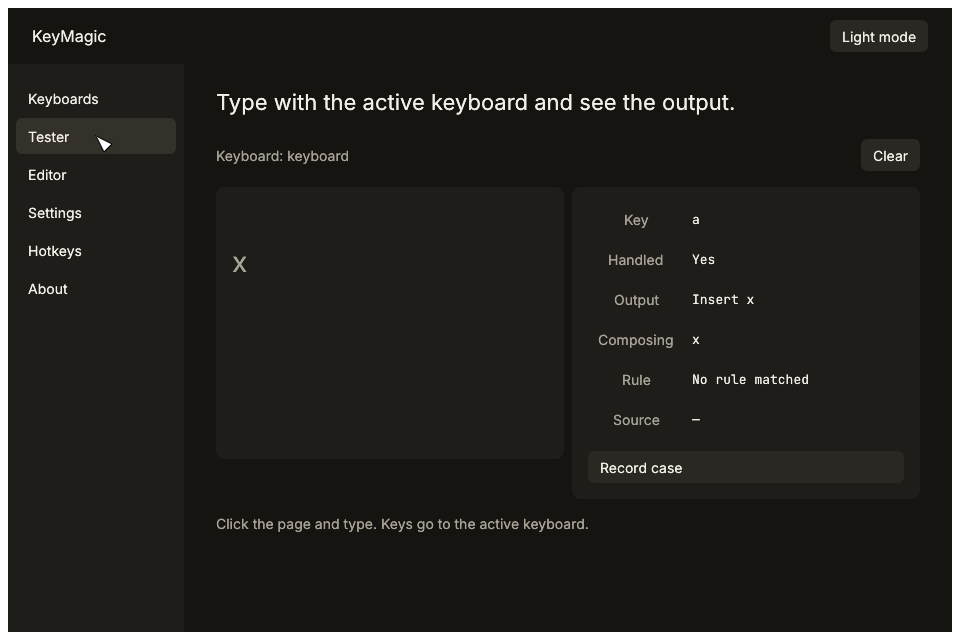 KeyMagic
Light mode
Keyboards
Tester
Editor
Settings
Hotkeys
About
Type with the active keyboard and see the output.
Keyboard: keyboard
Clear
x
Key a
Handled Yes
Output Insert x
Composing x
Rule No rule matched
Source —
Record case
Click the page and type. Keys go to the active keyboard.